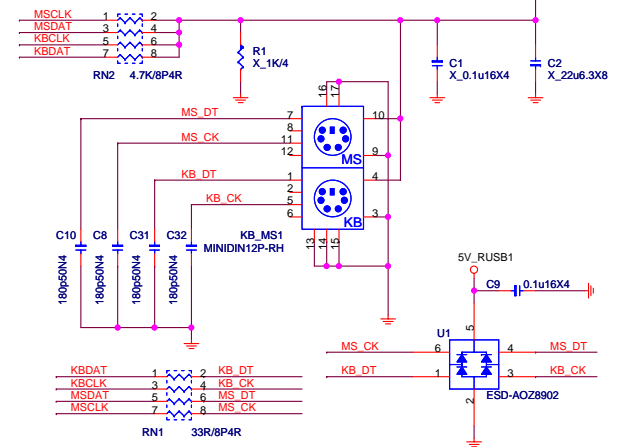 MSCLK 1 2
MSDAT 3 4
KBCLK 5 6
KBDAT 7 8
RN2 4.7K/8P4R
R1
X_1K/4
C1
X_0.1u16X4
C2
X_22u6.3X8
16
17
MS_DT 7 10
8
MS_CK 11
12 9
MS
KB_DT 1 4
2
KB_CK 5
6 3
KB
13
14
15
KB_MS1
MINIDIN12P-RH
C10 C8 C31 C32
180p50N4
180p50N4
180p50N4
180p50N4
5V_RUSB1
C9 0.1u16X4
U1
5
MS_CK 6 4 MS_DT
KB_DT 1 3 KB_CK
2
ESD-AOZ8902
KBDAT 1 2 KB_DT
KBCLK 3 4 KB_CK
MSDAT 5 6 MS_DT
MSCLK 7 8 MS_CK
RN1 33R/8P4R